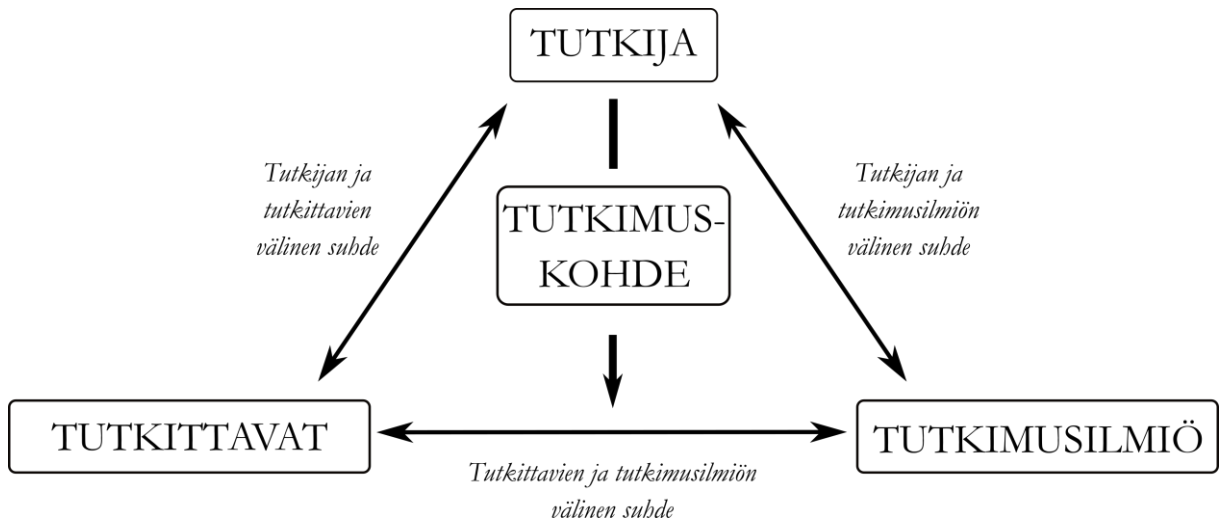 TUTKIJA
Tutkijan ja
tutkittavien
välinen suhde
Tutkijan ja
tutkimusilmiön
välinen suhde
TUTKIMUS-
KOHDE
TUTKITTAVAT
TUTKIMUSILMIÖ
Tutkittavien ja tutkimusilmiön
välinen suhde